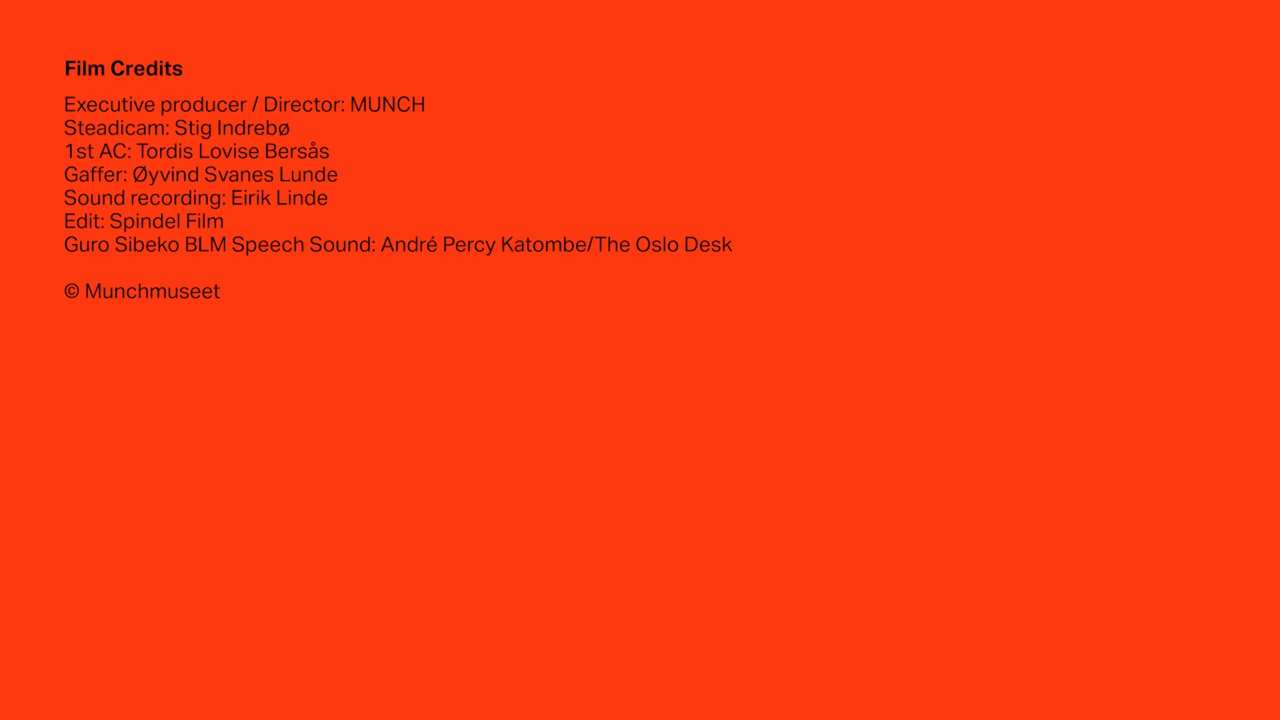 Film Credits
Executive producer / Director: MUNCH
Steadicam: Stig Indrebø
1st AC: Tordis Lovise Bersås
Gaffer: Øyvind Svanes Lunde
Sound recording: Eirik Linde
Edit: Spindel Film
Guro Sibeko BLM Speech Sound: André Percy Katombe/The Oslo Desk
© Munchmuseet